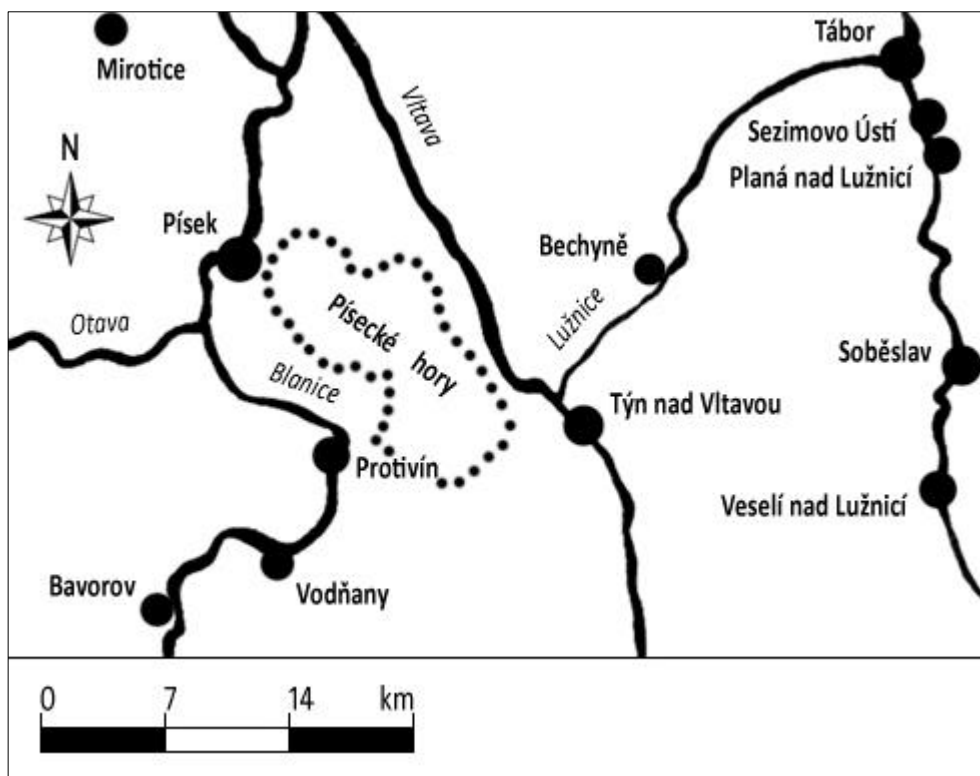 Tábor
Mirotice
Vltava
Sezimovo Ústí
N
Planá nad Lužnicí
Písek
Bechyně
Písecké hory
Lužnice
Otava
Soběslav
Blanice
Týn nad Vltavou
Protivín
Veselí nad Lužnicí
Bavorov
Vodňany
0 7 14 km